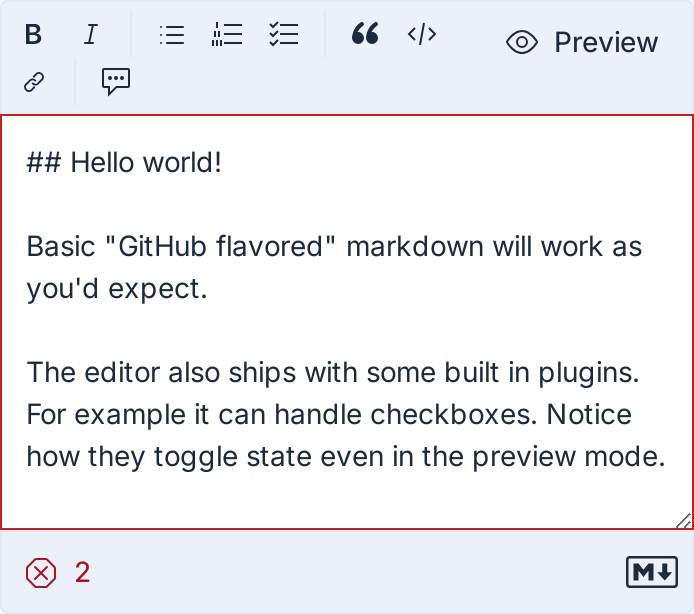 B I Preview
## Hello world!
Basic "GitHub flavored" markdown will work as
you'd expect.
The editor also ships with some built in plugins.
For example it can handle checkboxes. Notice
how they toggle state even in the preview mode.
2 M